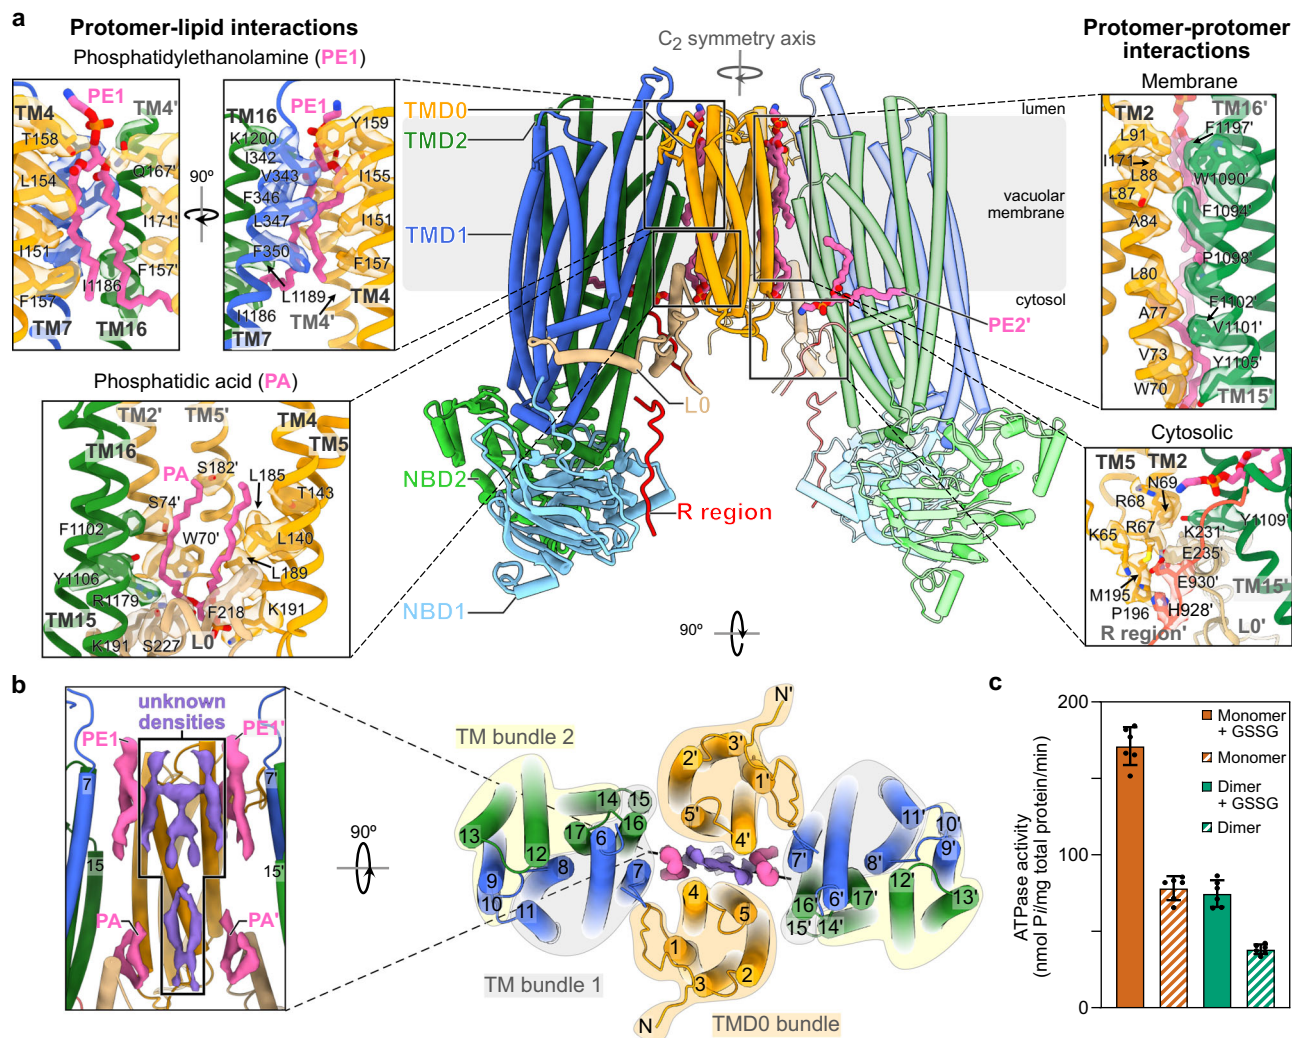 a
Protomer-lipid interactions
Phosphatidylethanolamine (PE1)
TM4
PE1
TM4'
T158
Q167'
L154
I171'
I151
F157'
F157
I1186
TM7
TM16
90º
TM16
PE1
Y159
K1200
I342
V343
I155
F346
L347
I151
F350
F157
L1189
TM4
I1186
TM4'
TM7
Phosphatidic acid (PA)
TM2'
TM5'
TM4
TM16
TM5
PA
S182'
L185
S74'
T143
F1102
W70'
L140
Y1106
L189
R1179
F218
K191
TM15
K191
S227
L0
C2 symmetry axis
TMD0
TMD2
TMD1
lumen
vacuolar
membrane
cytosol
PE2'
L0
NBD2
R region
NBD1
90º
Protomer-protomer
interactions
Membrane
TM2
TM16'
L91
F1197'
I171
L88
W1090'
L87
F1094'
A84
P1098'
L80
F1102'
A77
V1101'
V73
Y1105'
W70
TM15'
Cytosolic
TM5
TM2
N69
R68
Y1109'
K65
R67
K231'
E235'
E930'
TM15'
M195
H928'
P196
L0'
R region'
b
unknown
densities
PE1
PE1'
7
7'
15
15'
PA
PA'
90º
TM bundle 2
N'
2'
3'
1'
14
15
5'
11'
10'
13
17
6
16
4'
9'
12
7'
8'
9
8
7
12'
10
4
16'
6'
17'
13'
11
5
15'
14'
1
2
TM bundle 1
3
N
TMD0 bundle
c
200
100
0
ATPase activity
(nmol Pi/mg total protein/min)
Monomer
+ GSSG
Monomer
Dimer
+ GSSG
Dimer